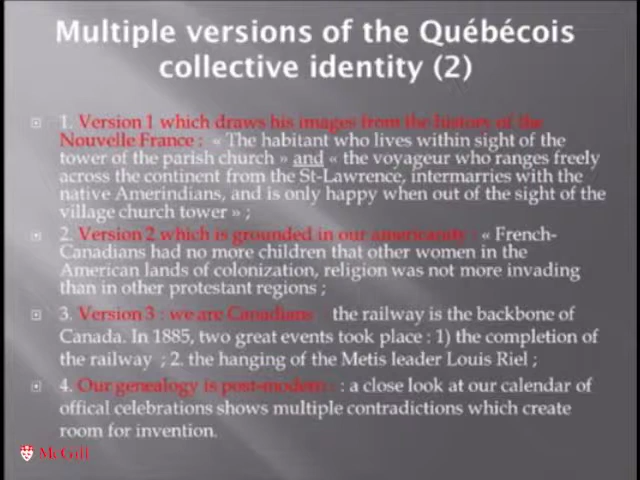 Multiple versions of the Québécois
collective identity (2)
1. Version 1 which draws his images from the history of the
Nouvelle France : « The habitant who lives within sight of the
tower of the parish church » and « the voyageur who ranges freely
across the continent from the St-Lawrence, intermarries with the
native Amerindians, and is only happy when out of the sight of the
village church tower » ;
2. Version 2 which is grounded in our americanity : « French-
Canadians had no more children that other women in the
American lands of colonization, religion was not more invading
than in other protestant regions ;
3. Version 3 : we are Canadians : the railway is the backbone of
Canada. In 1885, two great events took place : 1) the completion of
the railway ; 2. the hanging of the Metis leader Louis Riel ;
4. Our genealogy is post-modern : : a close look at our calendar of
offical celebrations shows multiple contradictions which create
room for invention.
McGill